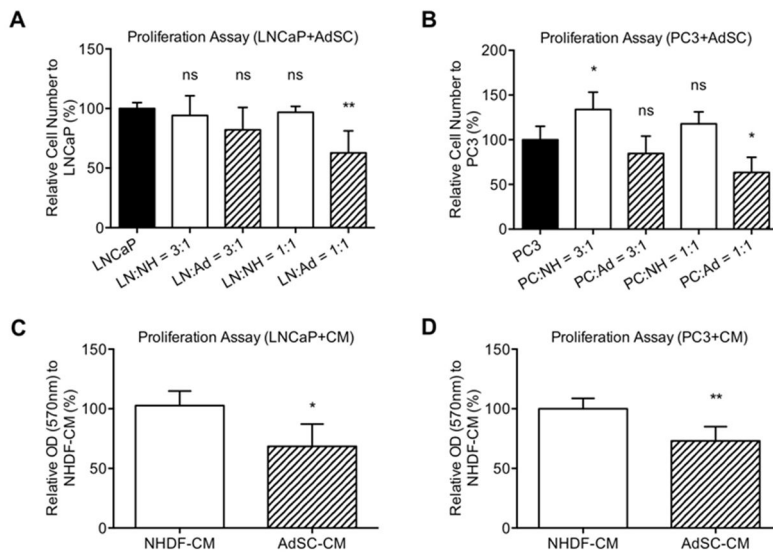 A
Proliferation Assay (LNCaP+AdSC)
Relative Cell Number to
LNCaP (%)
150
100
50
0
ns
ns
ns
**
LNCaP
LN:NH = 3:1
LN:Ad = 3:1
LN:NH = 1:1
LN:Ad = 1:1
B
Proliferation Assay (PC3+AdSC)
Relative Cell Number to
PC3 (%)
200
150
100
50
0
*
ns
ns
*
PC3
PC:NH = 3:1
PC:Ad = 3:1
PC:NH = 1:1
PC:Ad = 1:1
C
Proliferation Assay (LNCaP+CM)
Relative OD (570nm) to
NHDF-CM (%)
150
100
50
0
*
NHDF-CM
AdSC-CM
D
Proliferation Assay (PC3+CM)
Relative OD (570nm) to
NHDF-CM (%)
150
100
50
0
**
NHDF-CM
AdSC-CM